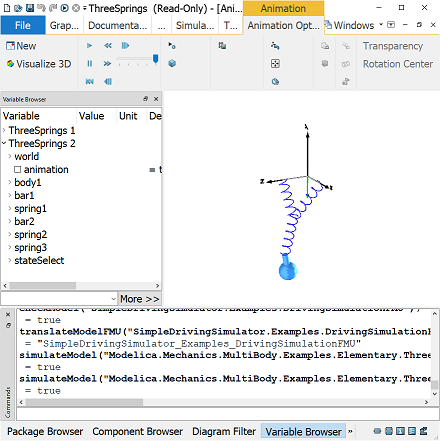 ThreeSprings (Read-Only) - [Ani
Animation
File
Grap...
Documenta...
...
Simula...
T...
Animation Opt...
Windows
New
Visualize 3D
Transparency
Rotation Center
Variable Browser
Variable Value Unit De
ThreeSprings 1
ThreeSprings 2
world
animation = t
body1
bar1
spring1
bar2
spring2
spring3
stateSelect
More >>
z
= true
translateModelFMU("SimpleDrivingSimulator.Examples.DrivingSimulationF
= "SimpleDrivingSimulator_Examples_DrivingSimulationFMU"
simulateModel("Modelica.Mechanics.MultiBody.Examples.Elementary.Three
= true
simulateModel("Modelica.Mechanics.MultiBody.Examples.Elementary.Three
= true
Commands
Package Browser Component Browser Diagram Filter Variable Browser »